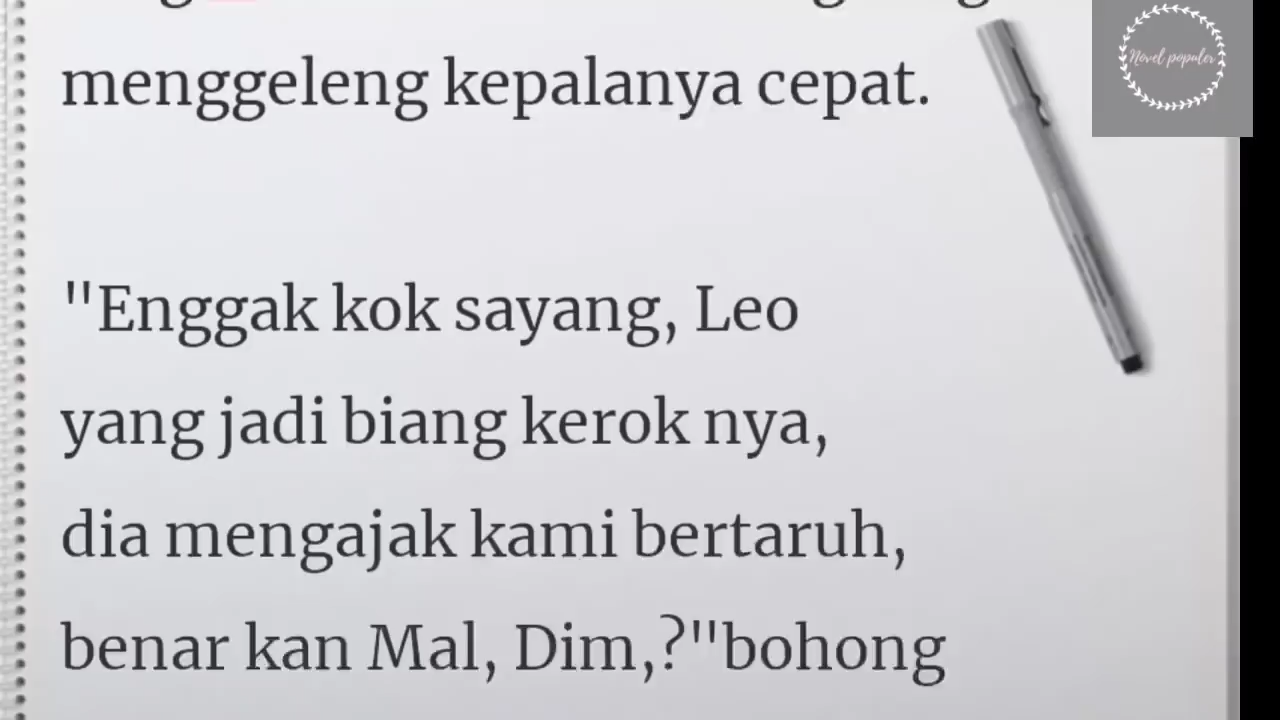 menggeleng kepalanya cepat.
"Enggak kok sayang, Leo
yang jadi biang kerok nya,
dia mengajak kami bertaruh,
benar kan Mal, Dim,?"bohong
Novel populer